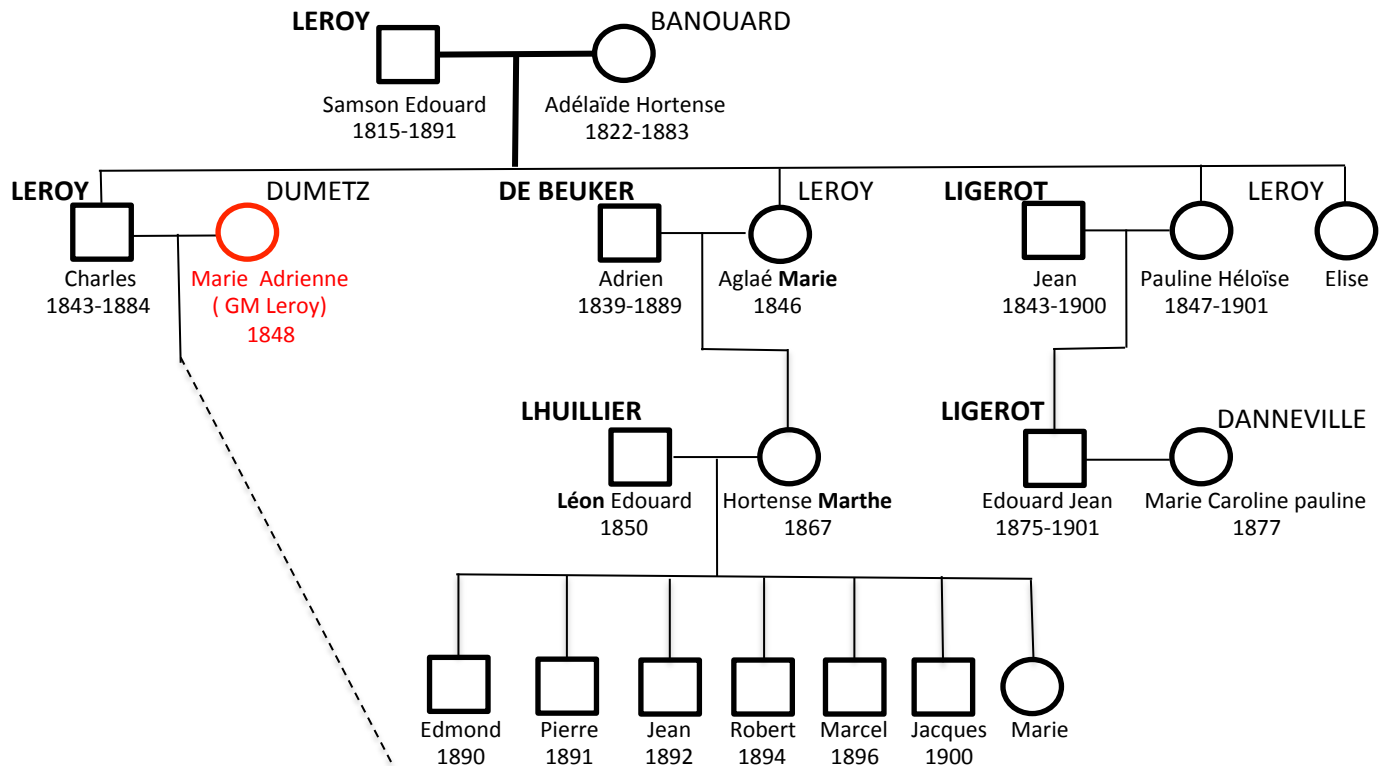 LEROY BANOUARD
Samson Edouard Adélaïde Hortense
1815-1891 1822-1883
LEROY DUMETZ DE BEUKER LEROY LIGEROT LEROY
Charles Marie Adrienne Adrien Aglaé Marie Jean Pauline Héloïse Elise
1843-1884 ( GM Leroy) 1839-1889 1846 1843-1900 1847-1901
1848
LHUILLIER LIGEROT DANNEVILLE
Léon Edouard Hortense Marthe Edouard Jean Marie Caroline pauline
1850 1867 1875-1901 1877
Edmond Pierre Jean Robert Marcel Jacques Marie
1890 1891 1892 1894 1896 1900